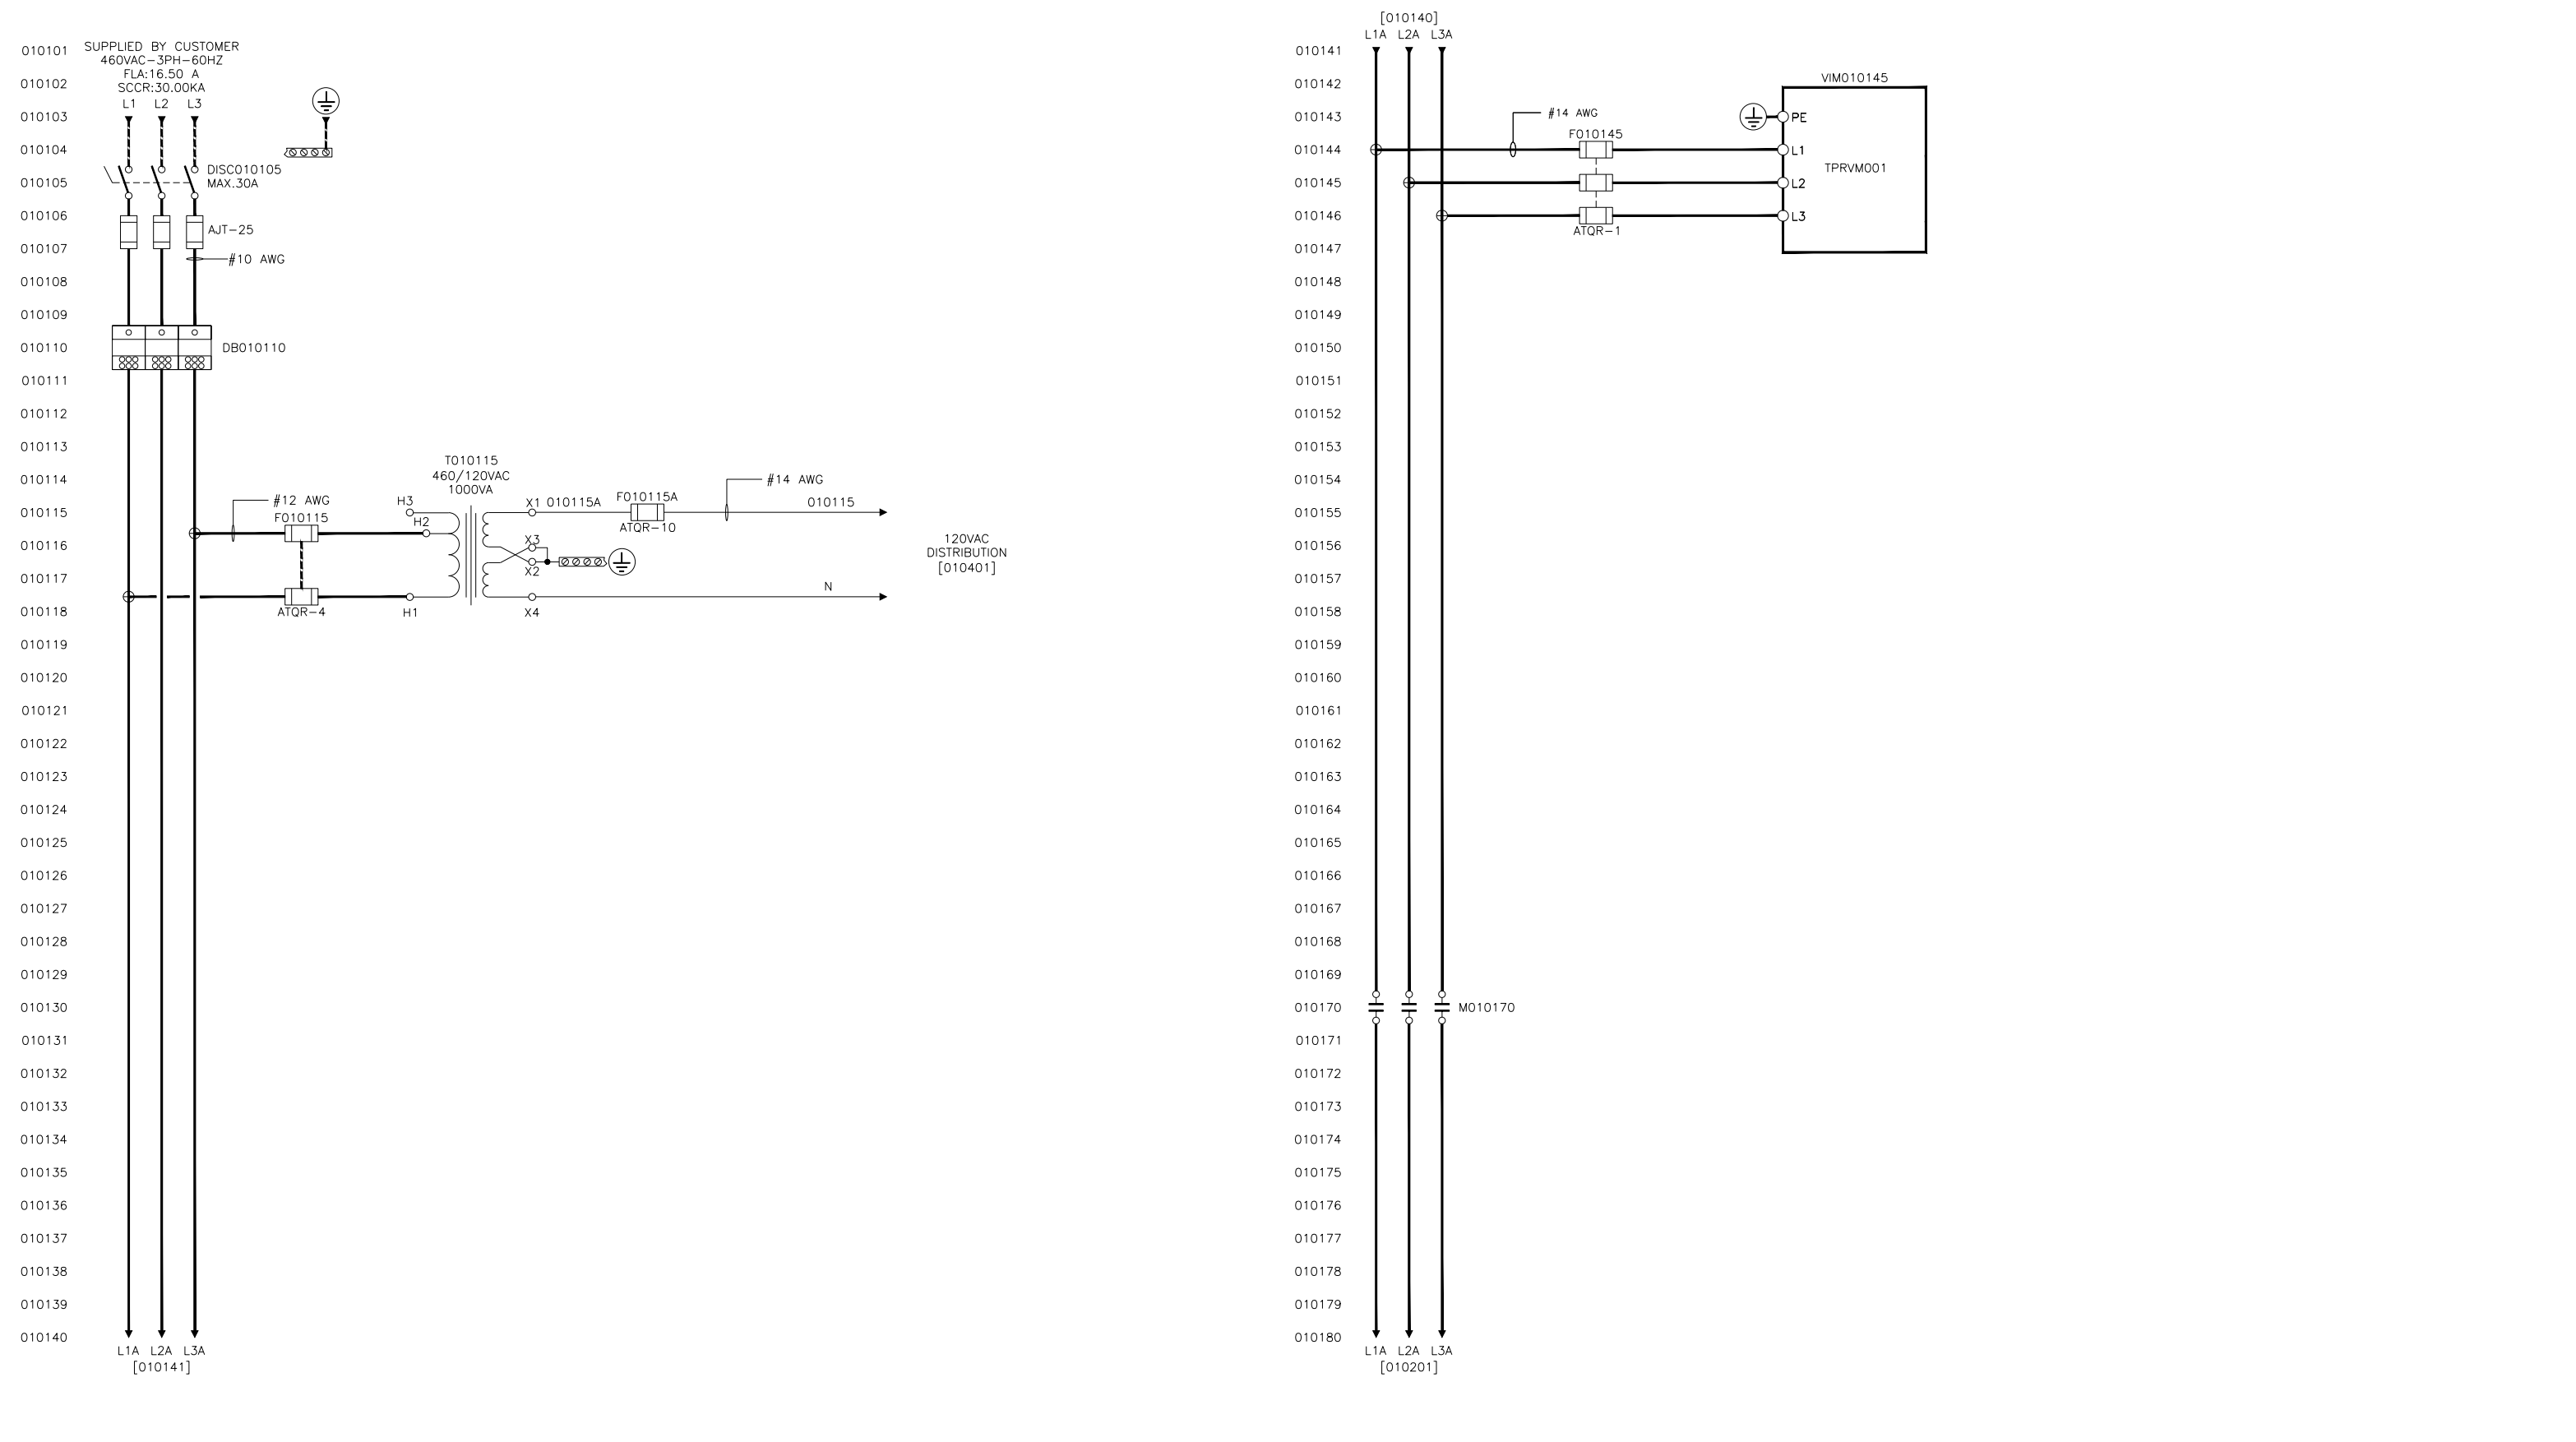 010101
SUPPLIED BY CUSTOMER
460VAC-3PH-60HZ
FLA:16.50 A
010102
SCCR:30.00KA
L1 L2 L3
010103
010104
DISC010105
010105
MAX.30A
010106
AJT-25
010107
#10 AWG
010108
010109
010110
DB010110
010111
010112
010113
T010115
010114
460/120VAC
1000VA
#14 AWG
#12 AWG
H3
X1 010115A
F010115A
010115
010115
F010115
H2
ATQR-10
010116
X3
120VAC
DISTRIBUTION
[010401]
X2
010117
N
010118
ATQR-4
H1
X4
010119
010120
010121
010122
010123
010124
010125
010126
010127
010128
010129
010130
010131
010132
010133
010134
010135
010136
010137
010138
010139
010140
L1A L2A L3A
[010141]
[010140]
L1A L2A L3A
010141
010142
VIM010145
010143
#14 AWG
PE
F010145
010144
L1
TPRVM001
010145
L2
010146
L3
ATQR-1
010147
010148
010149
010150
010151
010152
010153
010154
010155
010156
010157
010158
010159
010160
010161
010162
010163
010164
010165
010166
010167
010168
010169
010170
M010170
010171
010172
010173
010174
010175
010176
010177
010178
010179
010180
L1A L2A L3A
[010201]